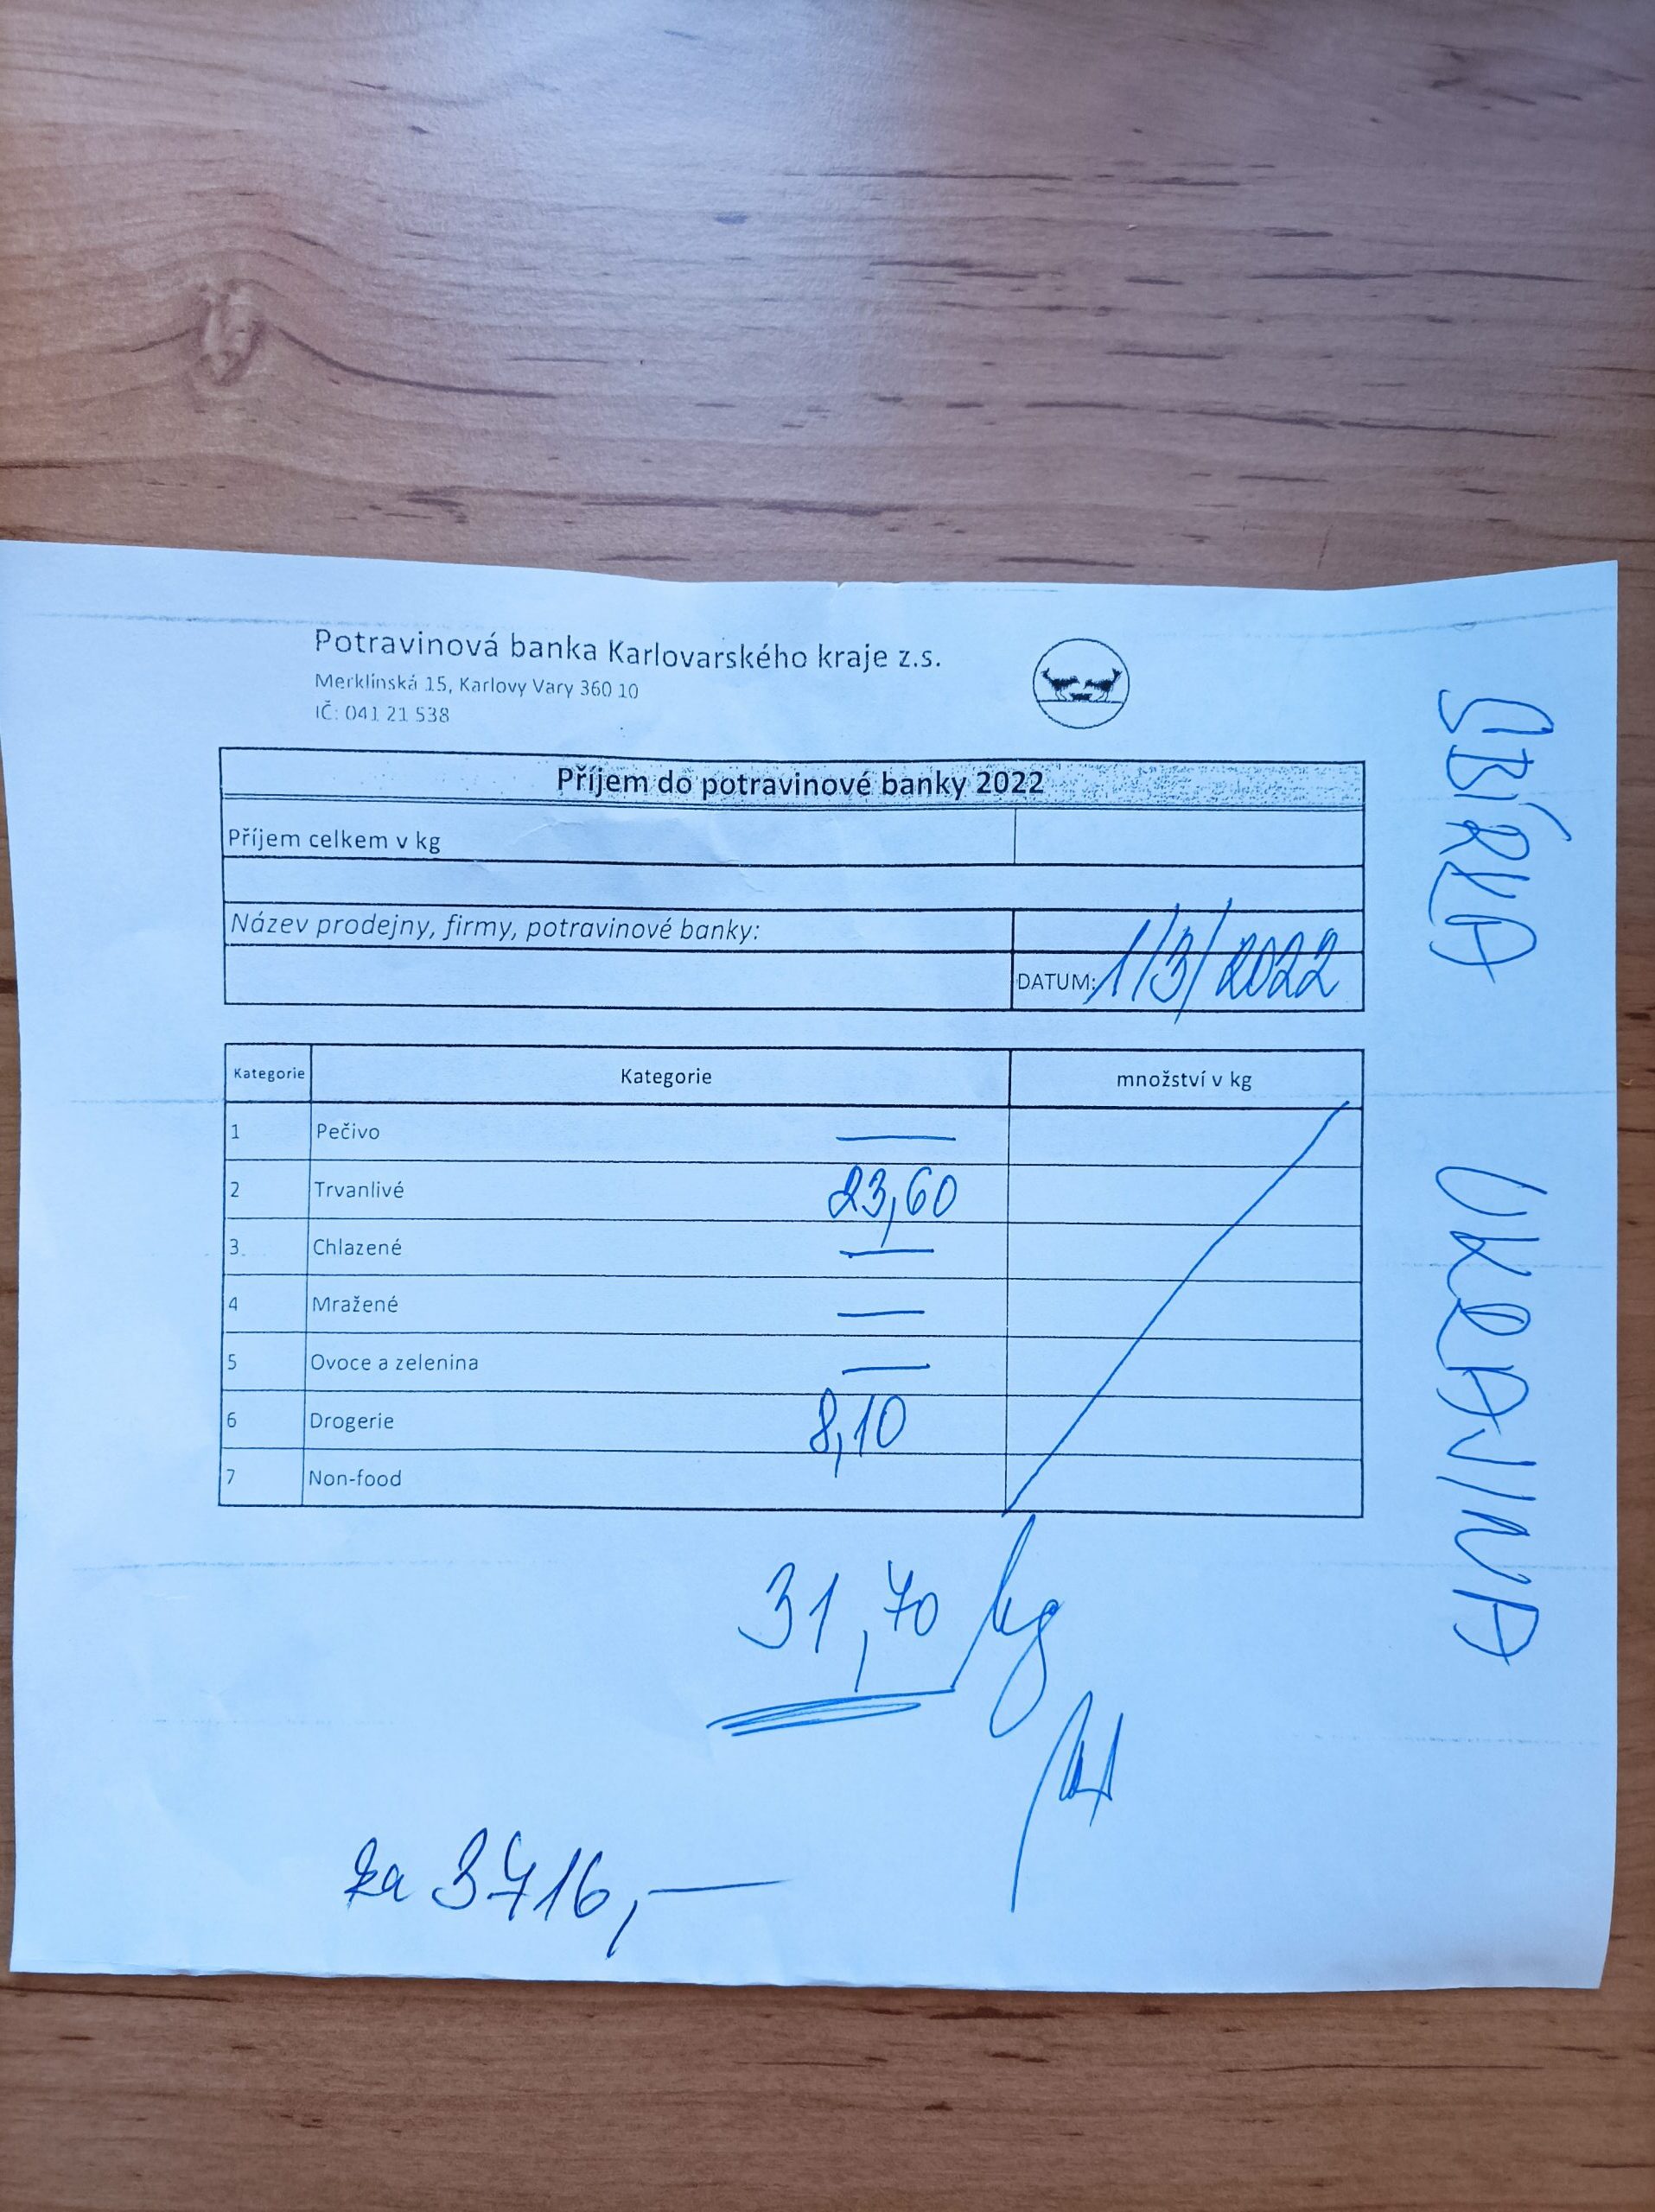 Potravinová banka Karlovarského kraje z.s.
Merklínská 15, Karlovy Vary 360 10
IČ: 041 21 538
Příjem do potravinové banky 2022
Příjem celkem v kg
Název prodejny, firmy, potravinové banky:
DATUM: 1/3/2022
Kategorie Kategorie množství v kg
1 Pečivo —
2 Trvanlivé 23,60
3. Chlazené —
4 Mražené —
5 Ovoce a zelenina —
6 Drogerie 8,10
7 Non-food
31,70 kg
za 3716,—
SBÍRKA UKRAJINA